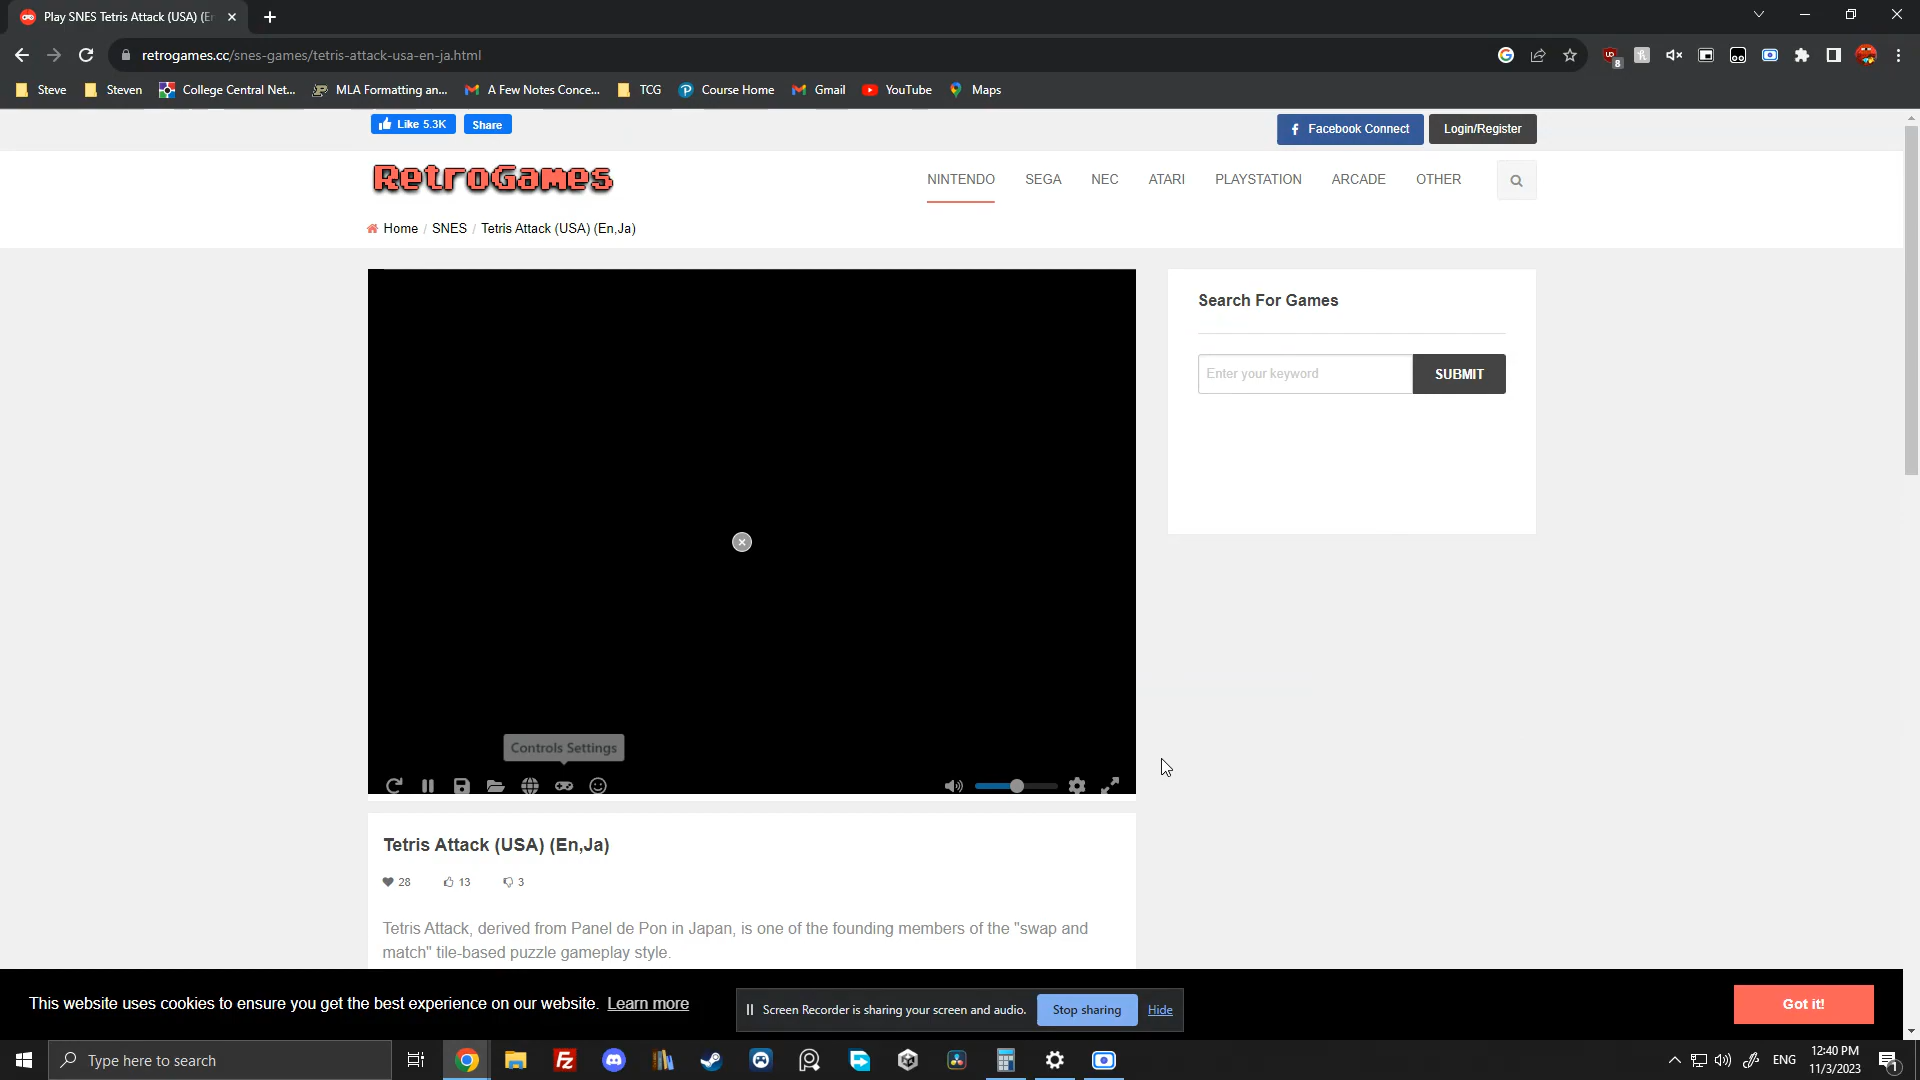 Play SNES Tetris Attack (USA) (Er
retrogames.cc/snes-games/tetris-attack-usa-en-ja.html
8
Steve
Steven
College Central Net...
MLA Formatting an...
A Few Notes Conce...
TCG
Course Home
Gmail
YouTube
Maps
Like 5.3K
Share
Facebook Connect
Login/Register
RetroGames
NINTENDO
SEGA
NEC
ATARI
PLAYSTATION
ARCADE
OTHER
Home / SNES / Tetris Attack (USA) (En,Ja)
Search For Games
Enter your keyword
SUBMIT
Controls Settings
Tetris Attack (USA) (En,Ja)
28
13
3
Tetris Attack, derived from Panel de Pon in Japan, is one of the founding members of the "swap and
match" tile-based puzzle gameplay style.
This website uses cookies to ensure you get the best experience on our website. Learn more
Screen Recorder is sharing your screen and audio.
Stop sharing
Hide
Got it!
Type here to search
ENG
12:40 PM
11/3/2023
1